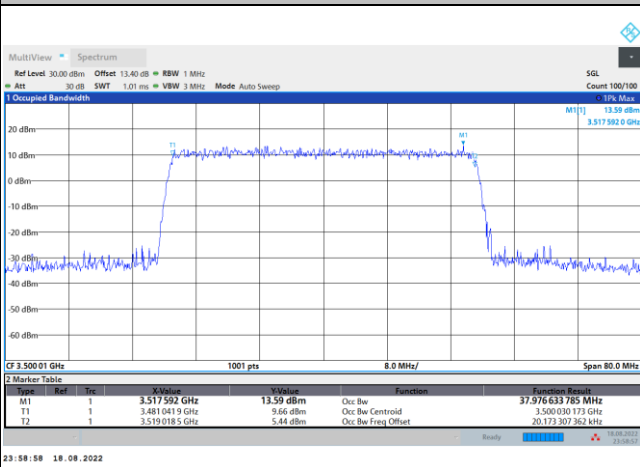 MultiView Spectrum
Ref Level 30.00 dBm Offset 13.40 dB RBW 1 MHz SGL
Att 30 dB SWT 1.01 ms VBW 3 MHz Mode Auto Sweep Count 100/100
1 Occupied Bandwidth 1Pk Max
M1[1] 13.59 dBm
3.517 592 0 GHz
20 dBm
T1
M1
10 dBm
0 dBm
-10 dBm
-20 dBm
-30 dBm
-40 dBm
-50 dBm
-60 dBm
CF 3.500 01 GHz 1001 pts 8.0 MHz/ Span 80.0 MHz
2 Marker Table
Type Ref Trc X-Value Y-Value Function Function Result
M1 1 3.517592 GHz 13.59 dBm Occ Bw 37.976 633 785 MHz
T1 1 3.481 041 9 GHz 9.66 dBm Occ Bw Centroid 3.500 030 173 GHz
T2 1 3.519 018 5 GHz 5.44 dBm Occ Bw Freq Offset 20.173 307 362 kHz
Ready 18.08.2022
23:58:57
23:58:58 18.08.2022